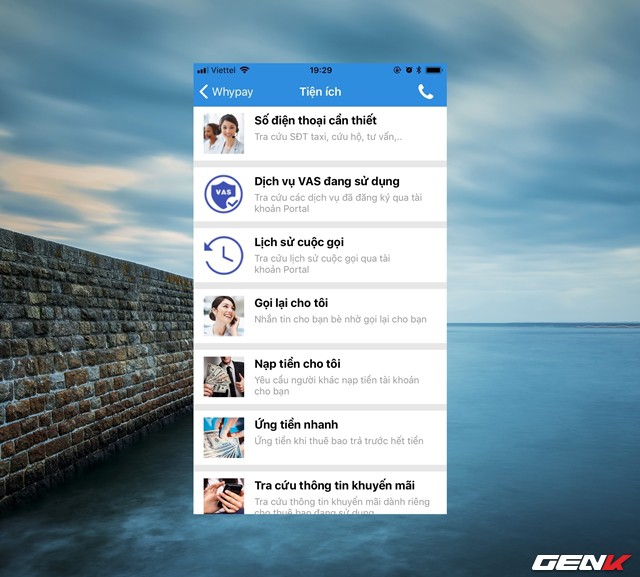 Viettel 19:29
Whypay Tiện ích
Số điện thoại cần thiết
Tra cứu SĐT taxi, cứu hộ, tư vấn,..
VAS
Dịch vụ VAS đang sử dụng
Tra cứu các dịch vụ đã đăng ký qua tài
khoản Portal
Lịch sử cuộc gọi
Tra cứu lịch sử cuộc gọi qua tài
khoản Portal
Gọi lại cho tôi
Nhắn tin cho bạn bè nhờ gọi lại cho bạn
Nạp tiền cho tôi
Yêu cầu người khác nạp tiền tài khoản
cho bạn
Ứng tiền nhanh
Ứng tiền khi thuê bao trả trước hết tiền
Tra cứu thông tin khuyến mãi
Tra cứu thông tin khuyến mãi dành riêng
cho thuê bao đang sử dụng
GENK